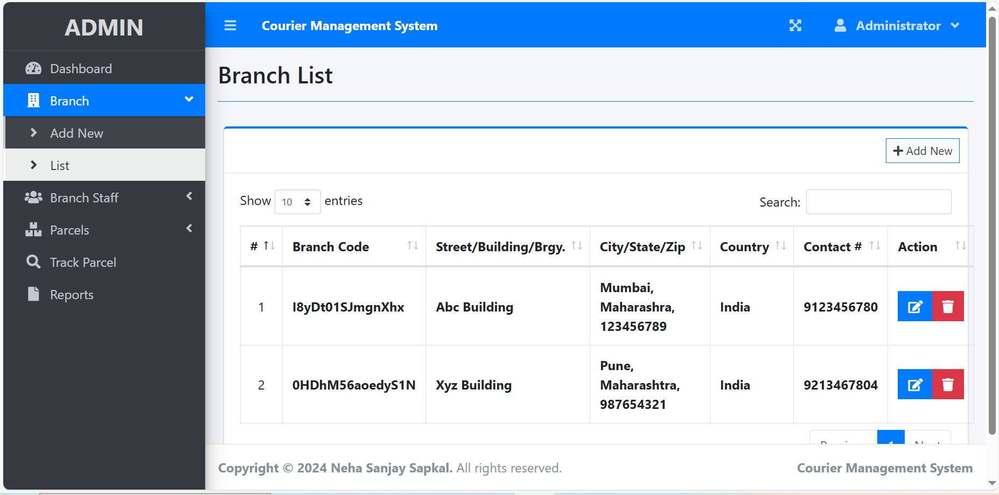 ADMIN
Courier Management System
Administrator
Dashboard
Branch
Add New
List
Branch Staff
Parcels
Track Parcel
Reports
Branch List
Add New
Show 10 entries
Search:
# Branch Code Street/Building/Brgy. City/State/Zip Country Contact # Action
1 I8yDt01SJmgnXhx Abc Building Mumbai, Maharashra, 123456789 India 9123456780
2 0HDhM56aoedyS1N Xyz Building Pune, Maharashtra, 987654321 India 9213467804
1
Copyright © 2024 Neha Sanjay Sapkal. All rights reserved.
Courier Management System